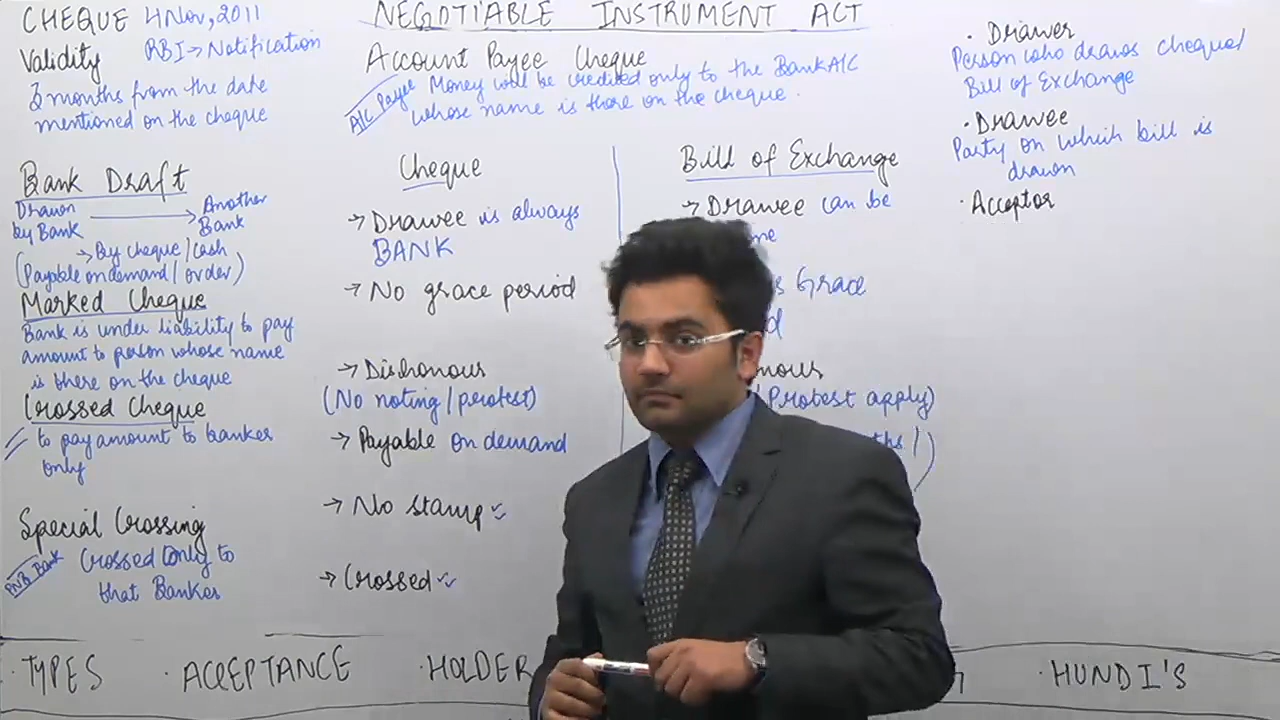 NEGOTIABLE INSTRUMENT ACT
CHEQUE 4 Nov, 2011
Validity RBI → Notification
3 months from the date
mentioned on the cheque
Account Payee Cheque
A/C Payee Money will be credited only to the Bank A/C
whose name is there on the cheque.
Bank Draft
Drawn → Another
by Bank Bank
→ By cheque/cash
(Payable on demand/order)
Marked Cheque
Bank is under liability to pay
amount to person whose name
is there on the cheque
Crossed Cheque
to pay amount to banker
only
Special Crossing
PNB Bank Crossed only to
that Banker
Cheque
→ Drawee is always
BANK
→ No grace period
→ Dishonour
(No noting/protest)
→ Payable on demand
→ No stamp
→ Crossed
Bill of Exchange
→ Drawee can be
Grace
Protest apply)
· Drawer
Person who draws cheque/
Bill of Exchange
· Drawee
Party on which bill is
drawn
· Acceptor
· TYPES · ACCEPTANCE · HOLDER · HUNDI'S